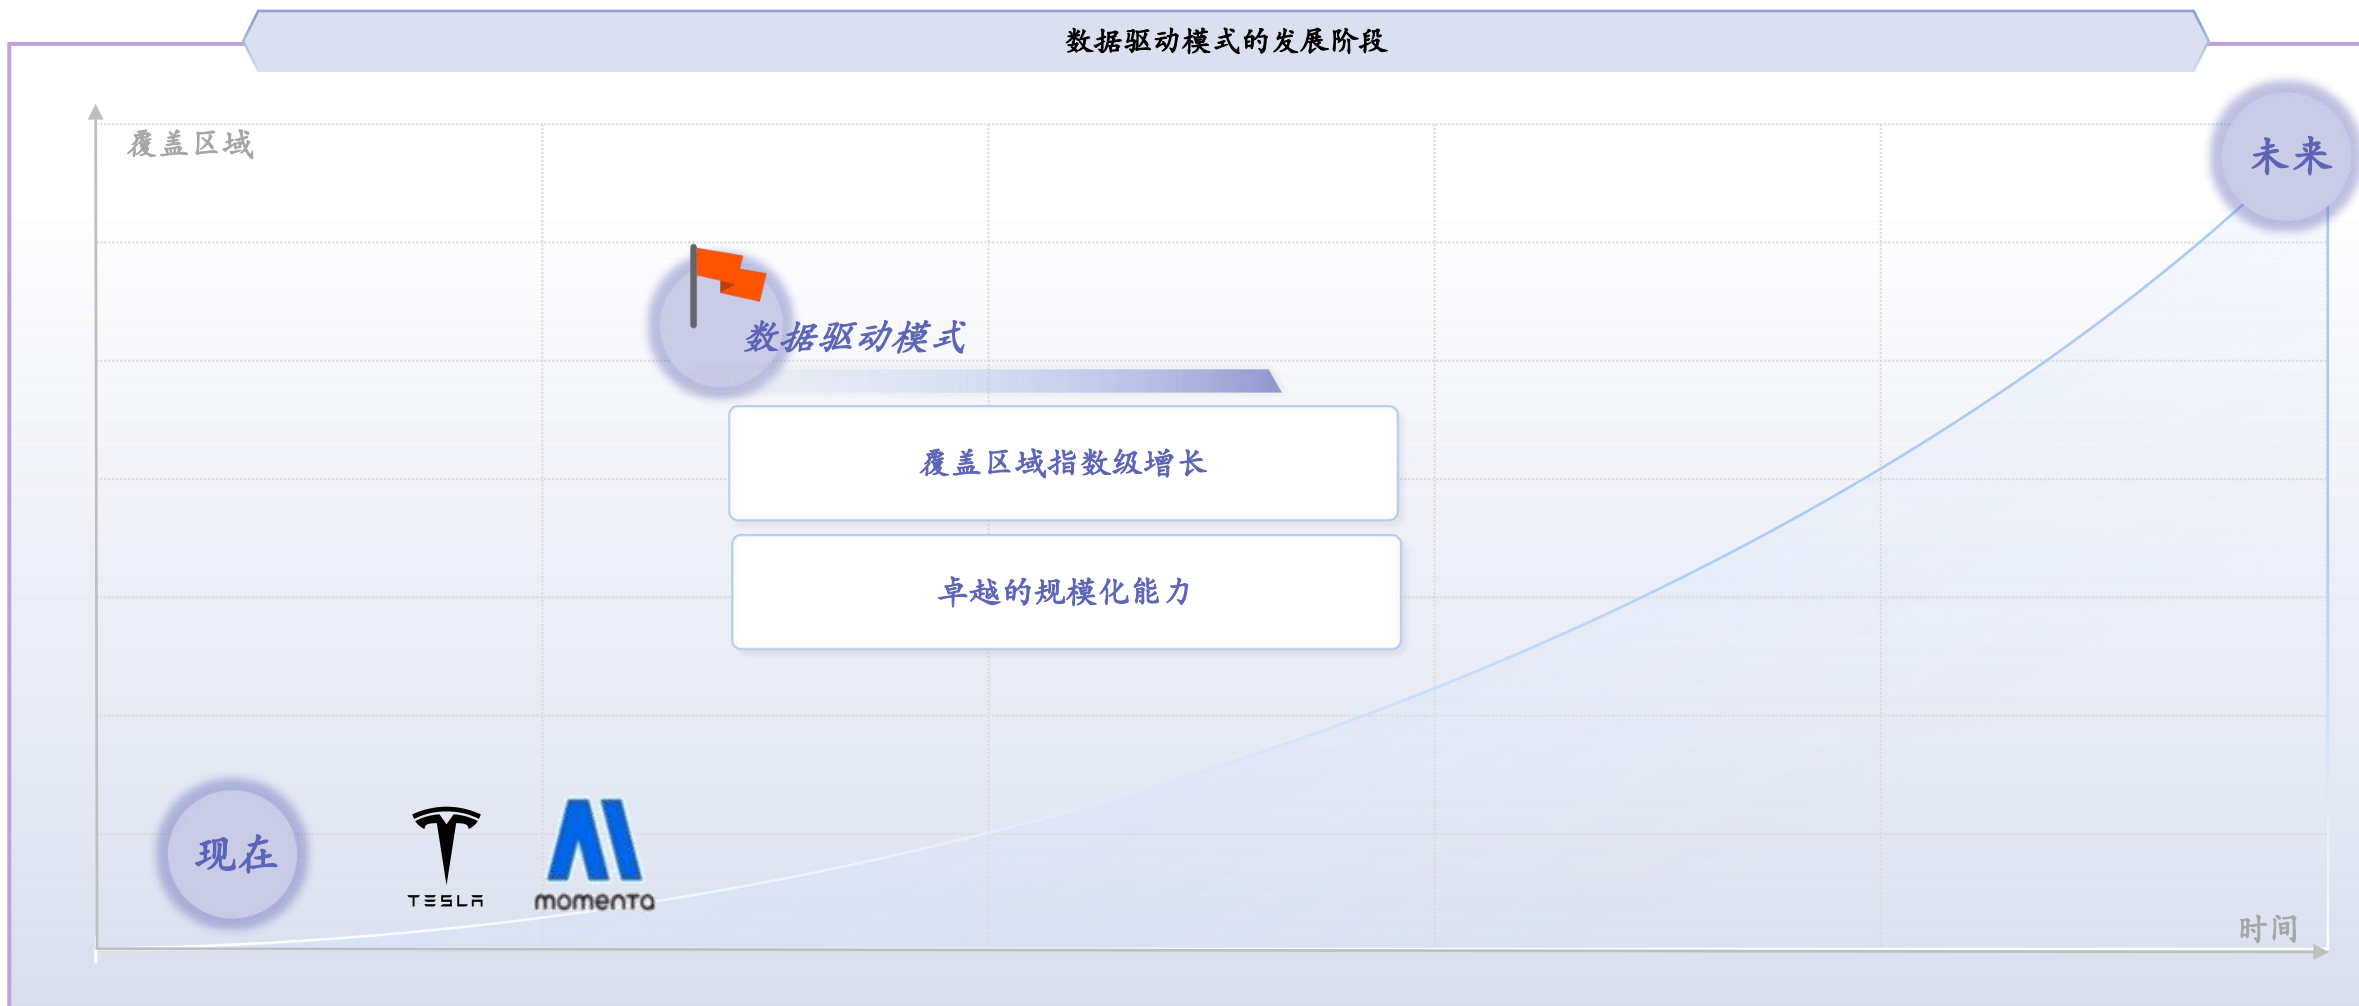 数据驱动模式的发展阶段
覆盖区域
未来
数据驱动模式
覆盖区域指数级增长
卓越的规模化能力
现在
TESLA
momenta
时间